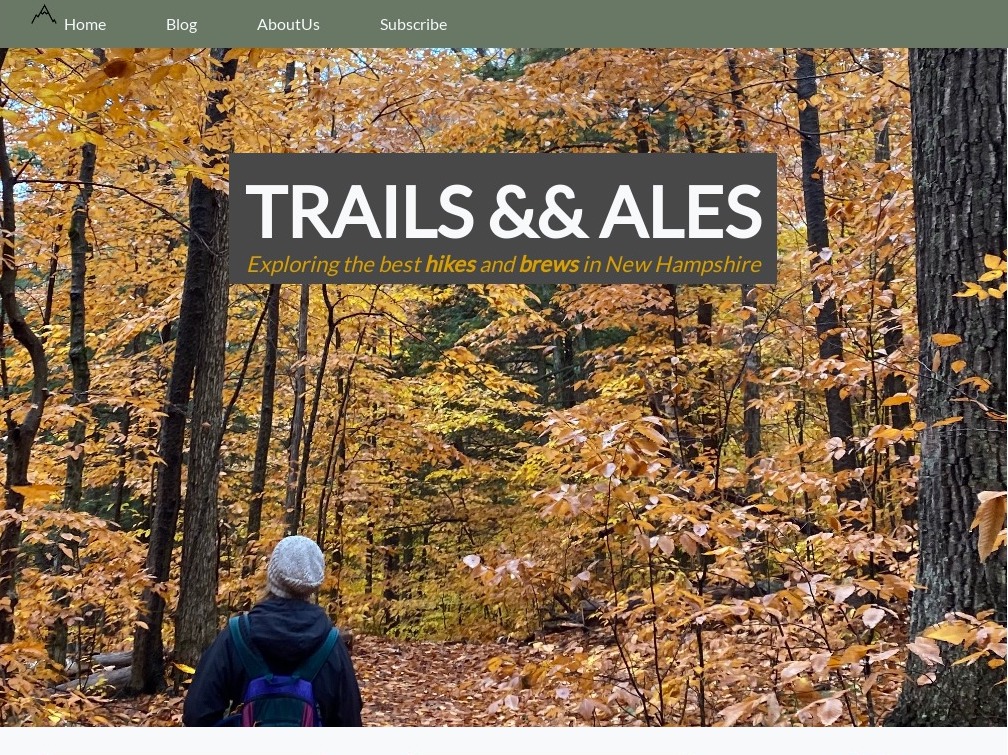 Home Blog AboutUs Subscribe
TRAILS && ALES
Exploring the best hikes and brews in New Hampshire